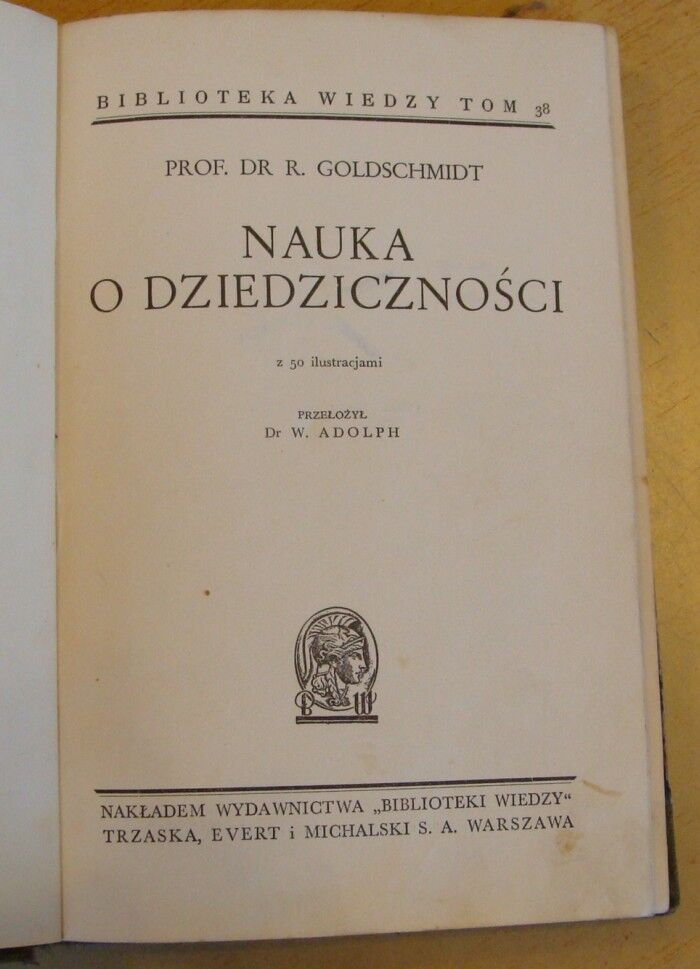 BIBLIOTEKA WIEDZY TOM 38
PROF. DR R. GOLDSCHMIDT
NAUKA
O DZIEDZICZNOŚCI
z 50 ilustracjami
PRZEŁOŻYŁ
Dr W. ADOLPH
B W
NAKŁADEM WYDAWNICTWA „BIBLIOTEKI WIEDZY“
TRZASKA, EVERT i MICHALSKI S. A. WARSZAWA